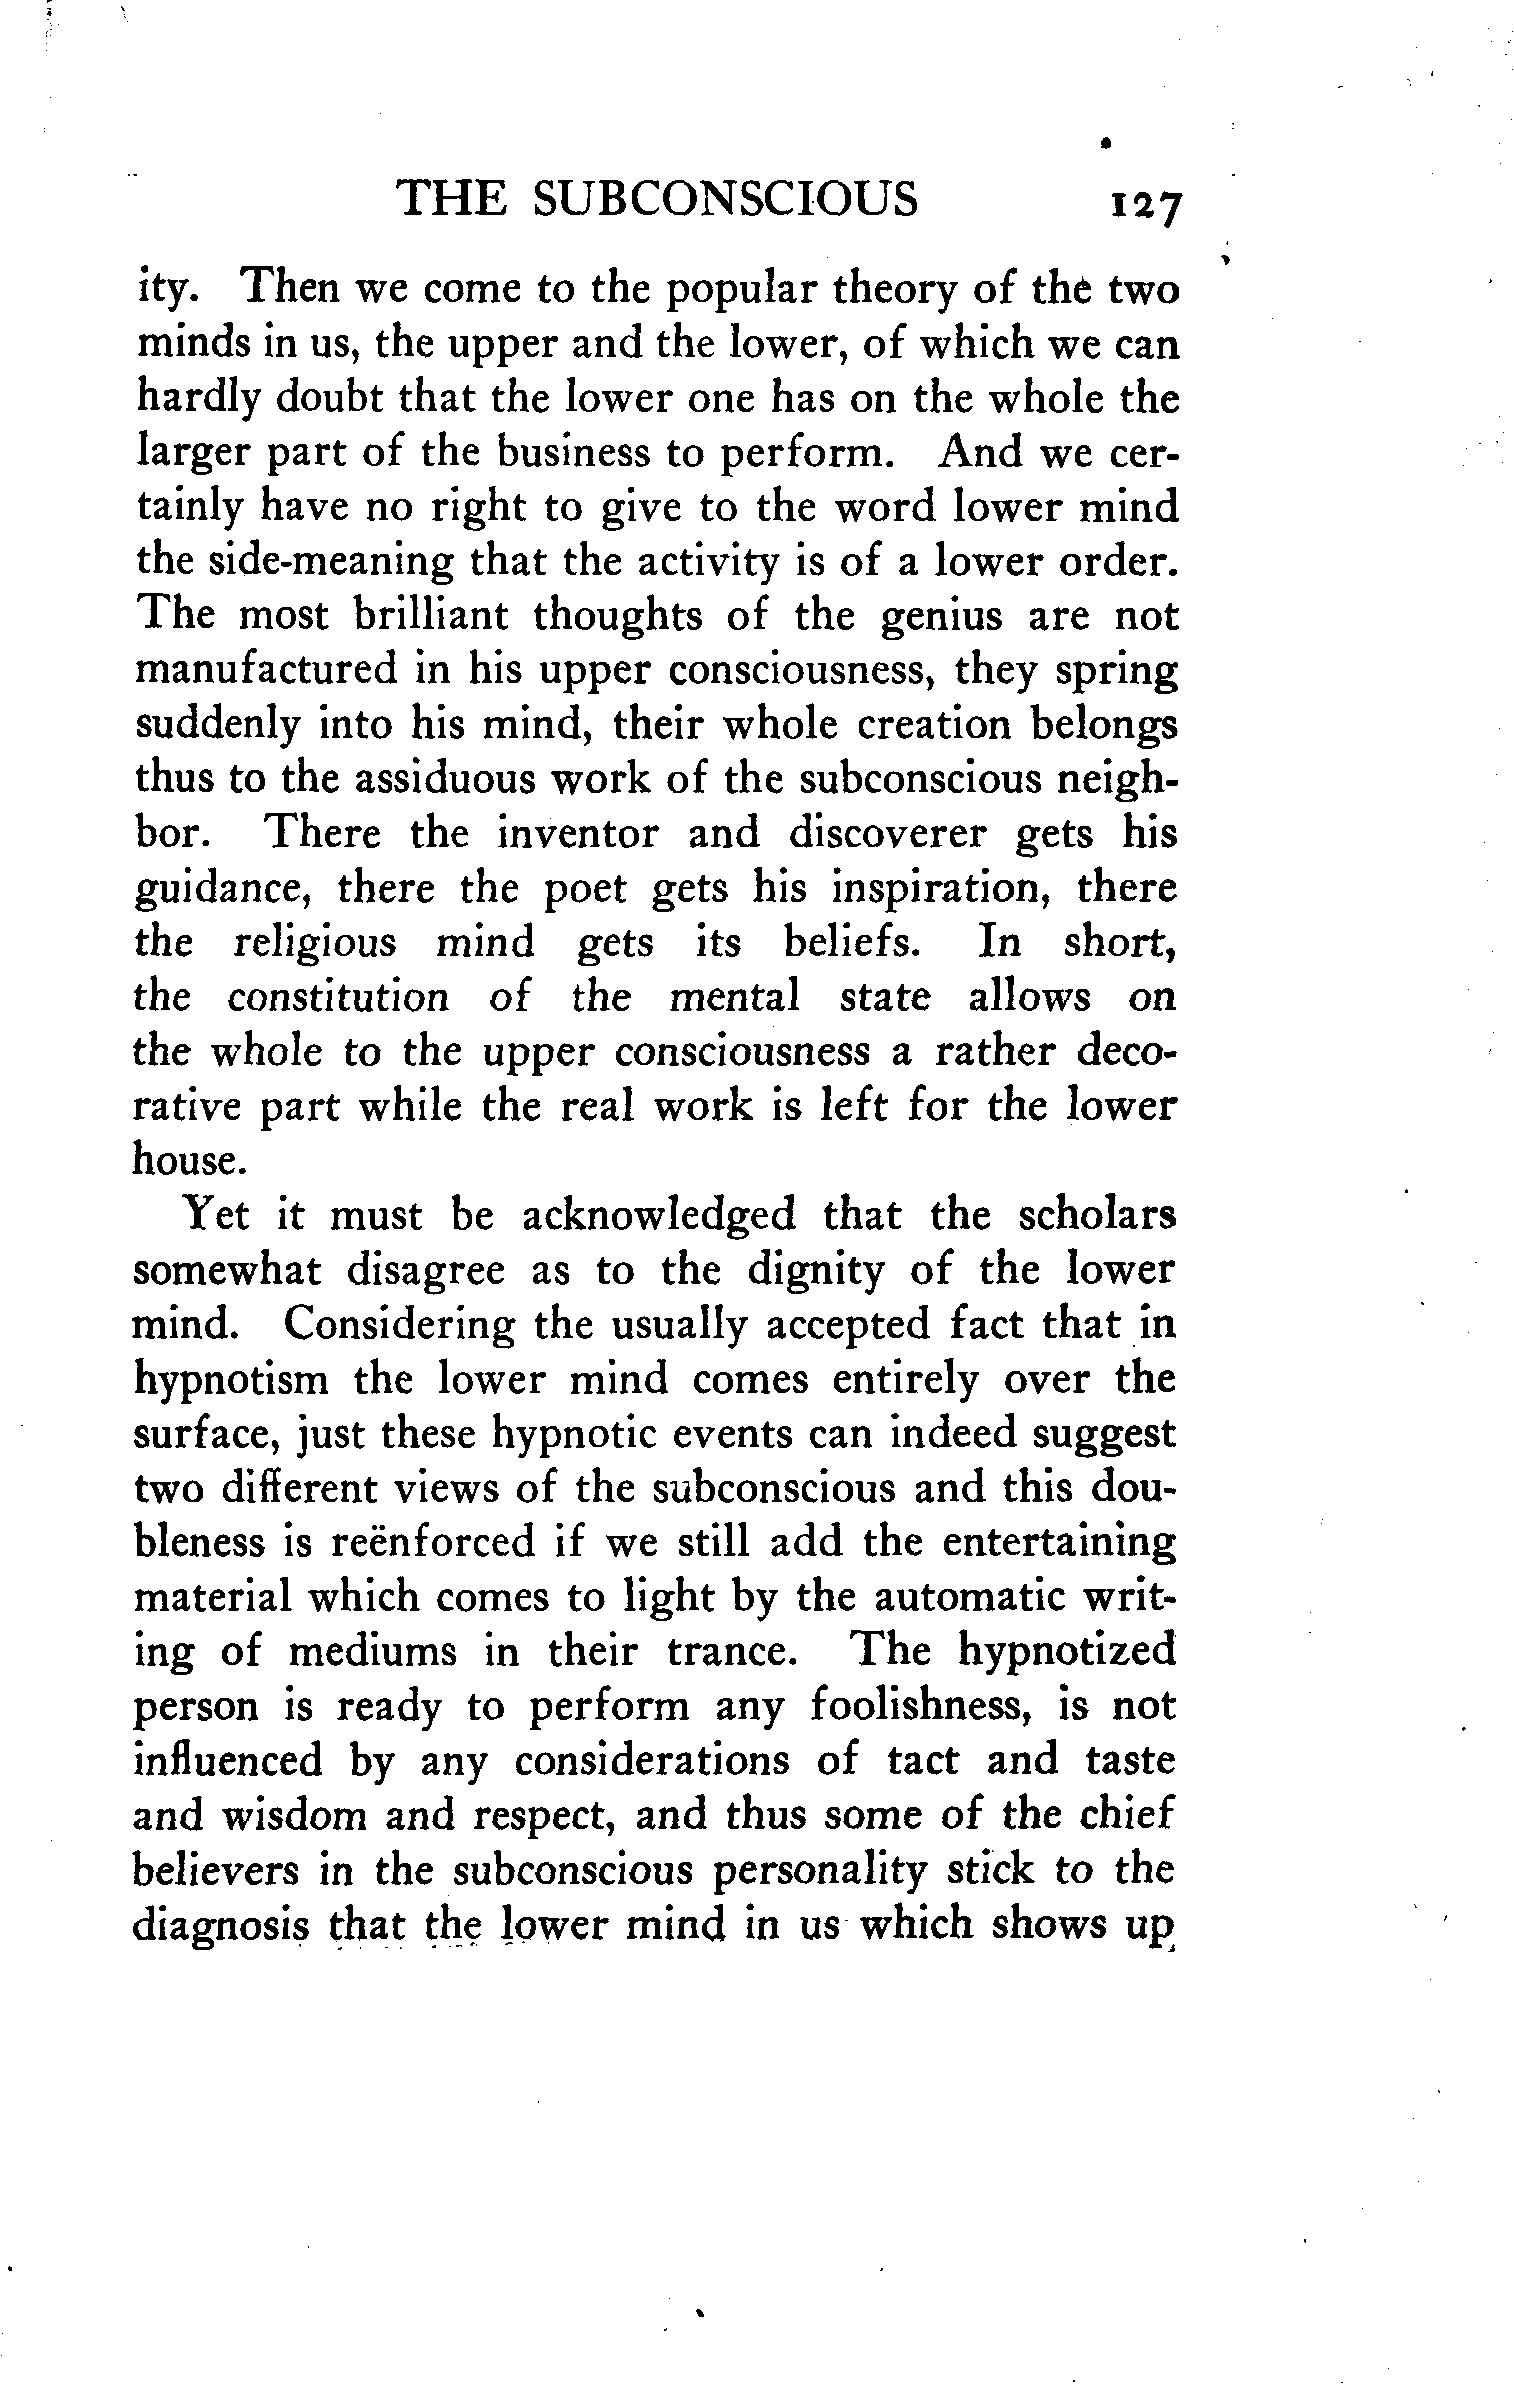 THE SUBCONSCIOUS 127
ity. Then we come to the popular theory of the two
minds in us, the upper and the lower, of which we can
hardly doubt that the lower one has on the whole the
larger part of the business to perform. And we cer-
tainly have no right to give to the word lower mind
the side-meaning that the activity is of a lower order.
The most brilliant thoughts of the genius are not
manufactured in his upper consciousness, they spring
suddenly into his mind, their whole creation belongs
thus to the assiduous work of the subconscious neigh-
bor. There the inventor and discoverer gets his
guidance, there the poet gets his inspiration, there
the religious mind gets its beliefs. In short,
the constitution of the mental state allows on
the whole to the upper consciousness a rather deco-
rative part while the real work is left for the lower
house.
Yet it must be acknowledged that the scholars
somewhat disagree as to the dignity of the lower
mind. Considering the usually accepted fact that in
hypnotism the lower mind comes entirely over the
surface, just these hypnotic events can indeed suggest
two different views of the subconscious and this dou-
bleness is reënforced if we still add the entertaining
material which comes to light by the automatic writ-
ing of mediums in their trance. The hypnotized
person is ready to perform any foolishness, is not
influenced by any considerations of tact and taste
and wisdom and respect, and thus some of the chief
believers in the subconscious personality stick to the
diagnosis that the lower mind in us which shows up